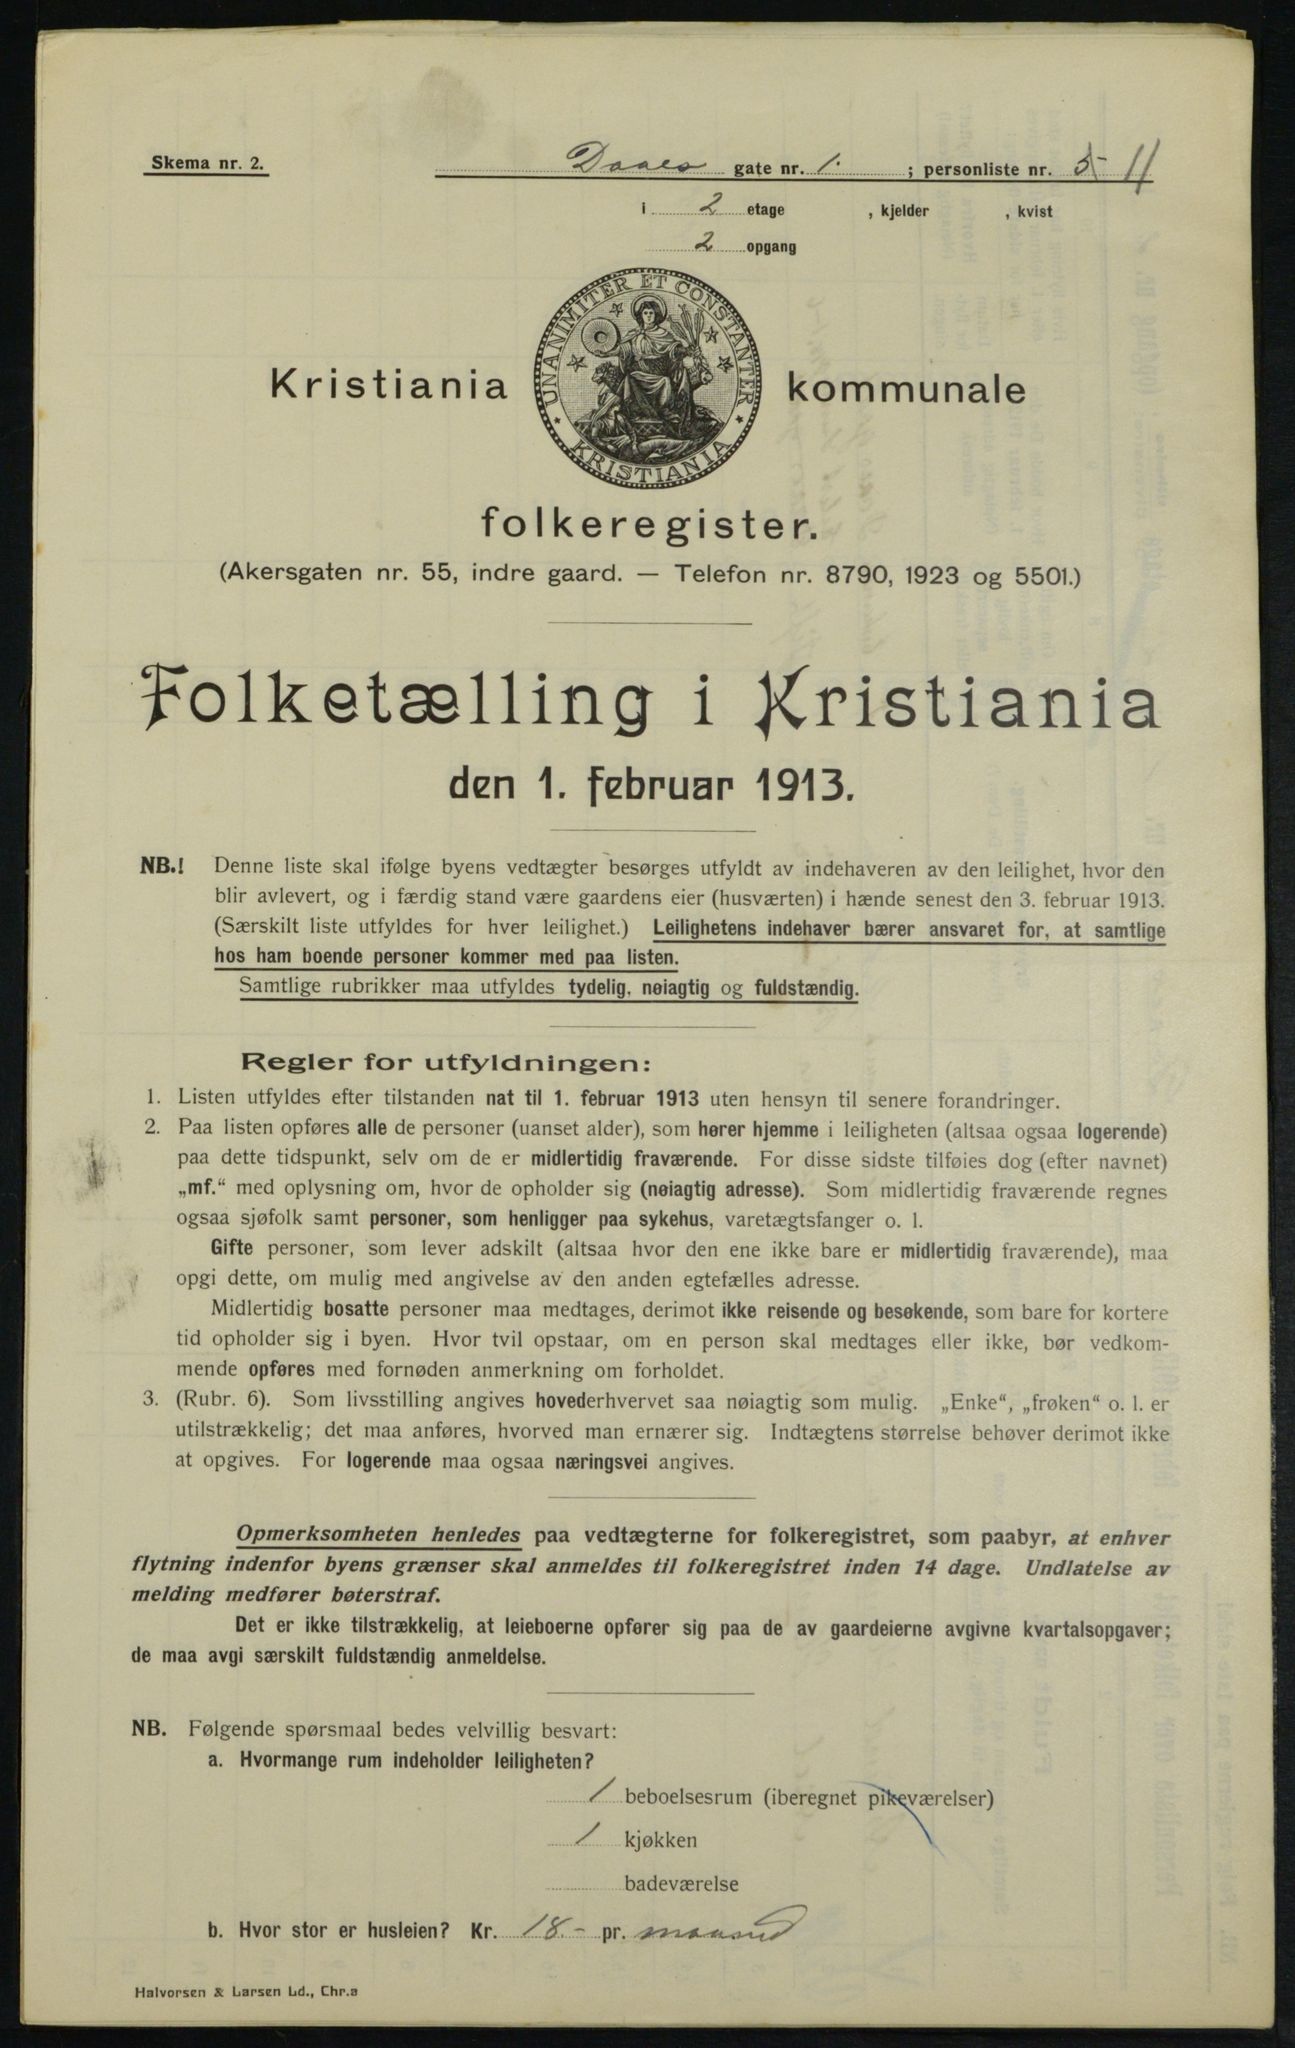 Skema nr. 2.
Daaes gate nr. 1. ; personliste nr. 5 11
i 2 etage , kjelder , kvist
2 opgang
UNANIMITER ET CONSTANTER
KRISTIANIA
Kristiania kommunale
folkeregister.
(Akersgaten nr. 55, indre gaard. — Telefon nr. 8790, 1923 og 5501.)
Folketælling i Kristiania
den 1. februar 1913.
NB.! Denne liste skal ifølge byens vedtægter besørges utfyldt av indehaveren av den leilighet, hvor den
blir avlevert, og i færdig stand være gaardens eier (husværten) i hænde senest den 3. februar 1913.
(Særskilt liste utfyldes for hver leilighet.) Leilighetens indehaver bærer ansvaret for, at samtlige
hos ham boende personer kommer med paa listen.
Samtlige rubrikker maa utfyldes tydelig, nøiagtig og fuldstændig.
Regler for utfyldningen:
1. Listen utfyldes efter tilstanden nat til 1. februar 1913 uten hensyn til senere forandringer.
2. Paa listen opføres alle de personer (uanset alder), som hører hjemme i leiligheten (altsaa ogsaa logerende)
paa dette tidspunkt, selv om de er midlertidig fraværende. For disse sidste tilføies dog (efter navnet)
„mf.“ med oplysning om, hvor de opholder sig (nøiagtig adresse). Som midlertidig fraværende regnes
ogsaa sjøfolk samt personer, som henligger paa sykehus, varetægtsfanger o. l.
Gifte personer, som lever adskilt (altsaa hvor den ene ikke bare er midlertidig fraværende), maa
opgi dette, om mulig med angivelse av den anden egtefælles adresse.
Midlertidig bosatte personer maa medtages, derimot ikke reisende og besøkende, som bare for kortere
tid opholder sig i byen. Hvor tvil opstaar, om en person skal medtages eller ikke, bør vedkom-
mende opføres med fornøden anmerkning om forholdet.
3. (Rubr. 6). Som livsstilling angives hovederhvervet saa nøiagtig som mulig. „Enke“, „frøken“ o. l. er
utilstrækkelig; det maa anføres, hvorved man ernærer sig. Indtægtens størrelse behøver derimot ikke
at opgives. For logerende maa ogsaa næringsvei angives.
Opmerksomheten henledes paa vedtægterne for folkeregistret, som paabyr, at enhver
flytning indenfor byens grænser skal anmeldes til folkeregistret inden 14 dage. Undlatelse av
melding medfører bøterstraf.
Det er ikke tilstrækkelig, at leieboerne opfører sig paa de av gaardeierne avgivne kvartalsopgaver;
de maa avgi særskilt fuldstændig anmeldelse.
NB. Følgende spørsmaal bedes velvillig besvart:
a. Hvormange rum indeholder leiligheten?
1 beboelsesrum (iberegnet pikeværelser)
1 kjøkken
badeværelse
b. Hvor stor er husleien? Kr. 18.- pr. maaned
Halvorsen & Larsen Ld., Chr.a